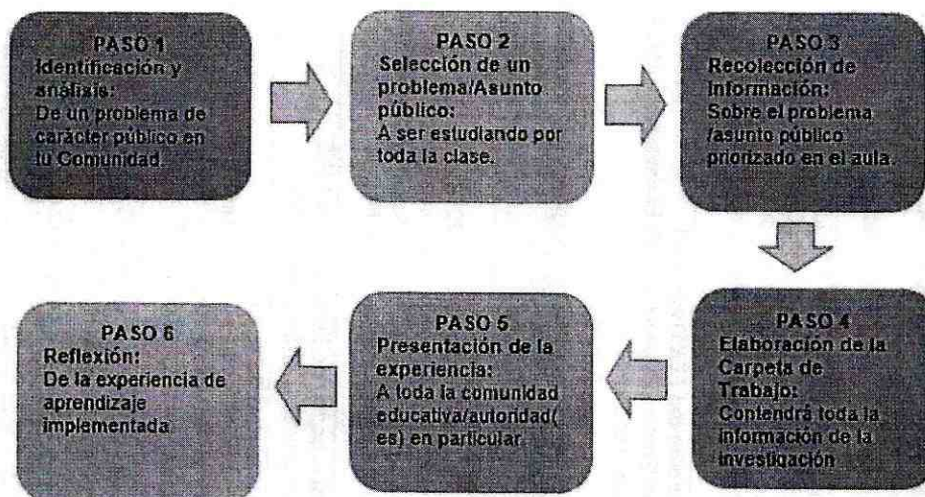 PASO 1
Identificación y
análisis:
De un problema de
carácter público en
tu Comunidad.
PASO 2
Selección de un
problema/Asunto
público:
A ser estudiando por
toda la clase.
PASO 3
Recolección de
Información:
Sobre el problema
/asunto público
priorizado en el aula.
PASO 4
Elaboración de la
Carpeta de
Trabajo:
Contendrá toda la
información de la
investigación
PASO 5
Presentación de la
experiencia:
A toda la comunidad
educativa/autoridad(
es) en particular.
PASO 6
Reflexión:
De la experiencia de
aprendizaje
implementada